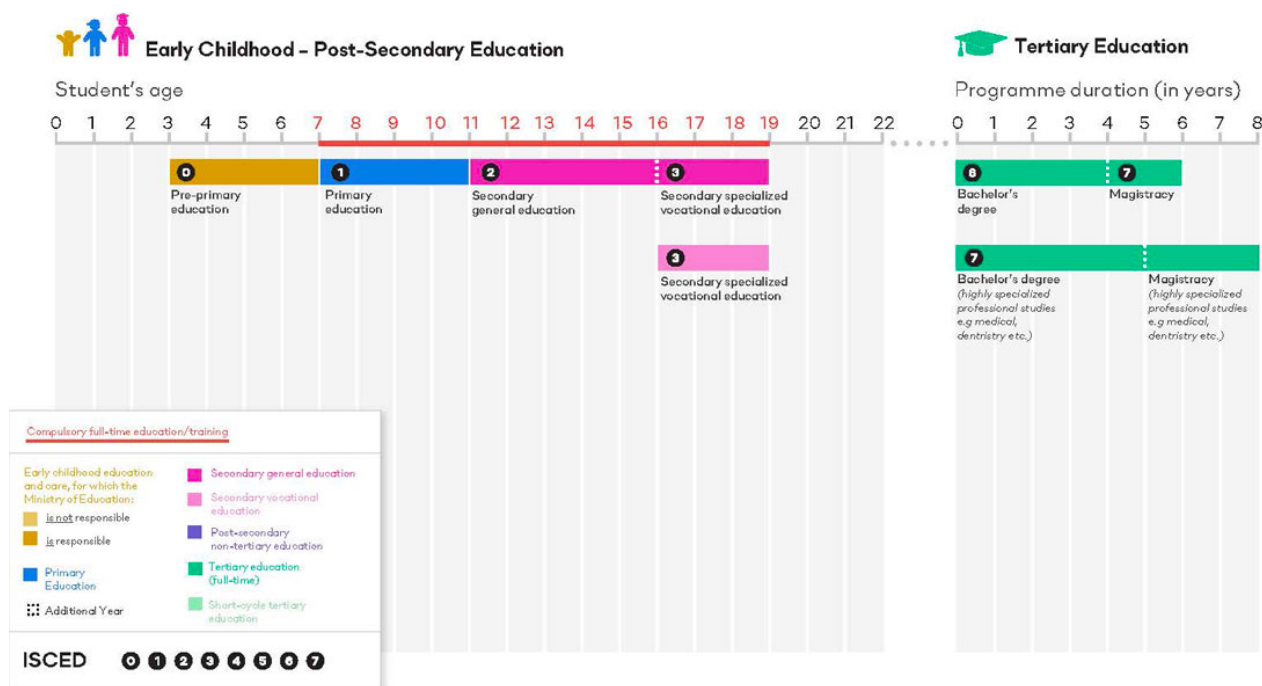 Early Childhood – Post-Secondary Education
Student's age
0 1 2 3 4 5 6 7 8 9 10 11 12 13 14 15 16 17 18 19 20 21 22
0
Pre-primary
education
1
Primary
education
2
Secondary
general education
3
Secondary specialized
vocational education
3
Secondary specialized
vocational education
Tertiary Education
Programme duration (in years)
0 1 2 3 4 5 6 7 8
6
Bachelor's
degree
7
Magistracy
7
Bachelor's degree
(highly specialized
professional studies
e.g medical,
dentristry etc.)
Magistracy
(highly specialized
professional studies
e.g medical,
dentristry etc.)
Compulsory full-time education/training
Early childhood education
and care, for which the
Ministry of Education:
is not responsible
is responsible
Primary
Education
Additional Year
Secondary general education
Secondary vocational
education
Post-secondary
non-tertiary education
Tertiary education
(full-time)
Short-cycle tertiary
education
ISCED 0 1 2 3 4 5 6 7